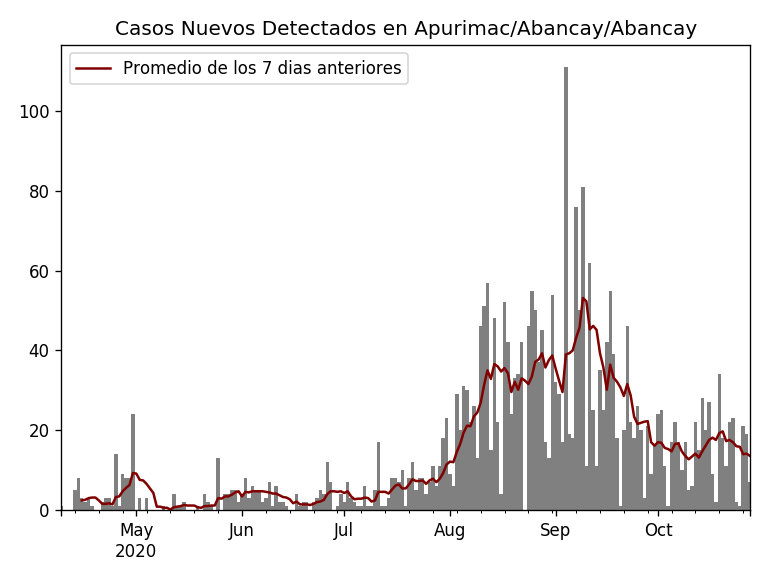 Casos Nuevos Detectados en Apurimac/Abancay/Abancay
Promedio de los 7 dias anteriores
100
80
60
40
20
0
May Jun Jul Aug Sep Oct
2020